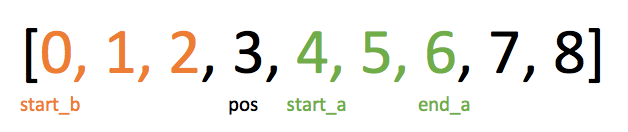 [0, 1, 2, 3, 4, 5, 6, 7, 8]
start_b pos start_a end_a